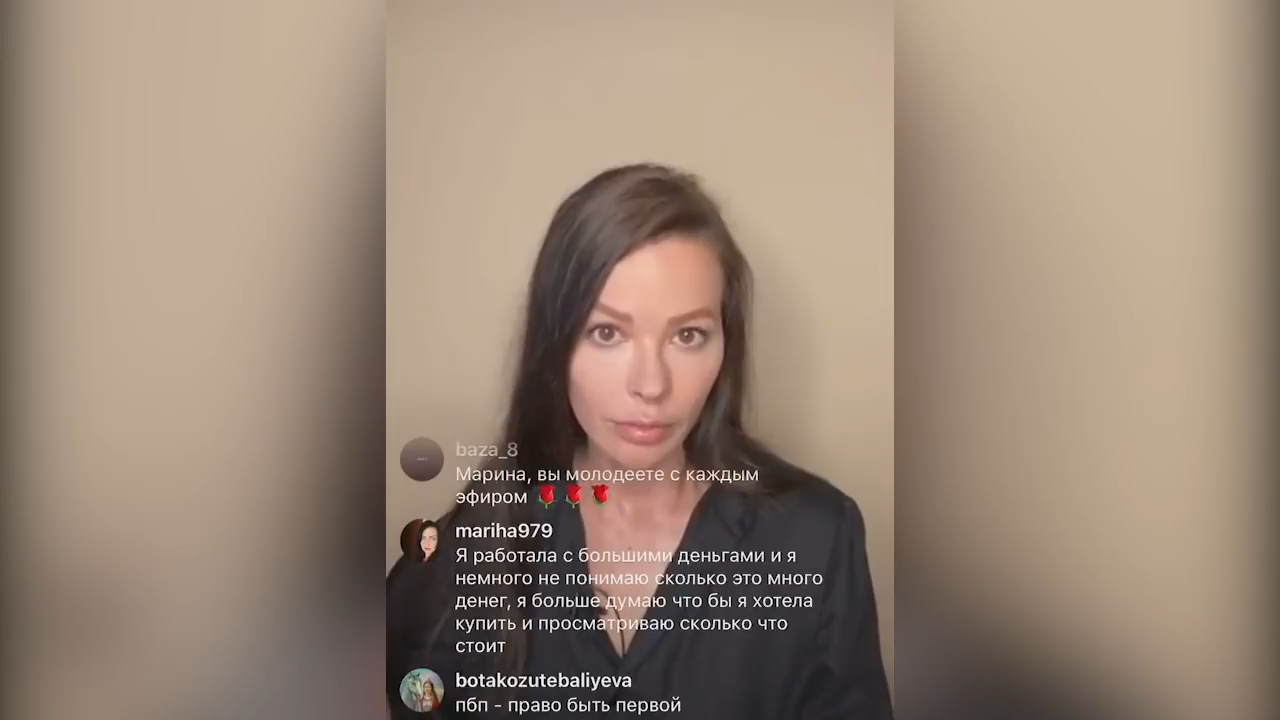 baza_8
Марина, вы молодеете с каждым
эфиром 🌹🌹🌹
mariha979
Я работала с большими деньгами и я
немного не понимаю сколько это много
денег, я больше думаю что бы я хотела
купить и просматриваю сколько что
стоит
botakozutebaliyeva
пбп - право быть первой